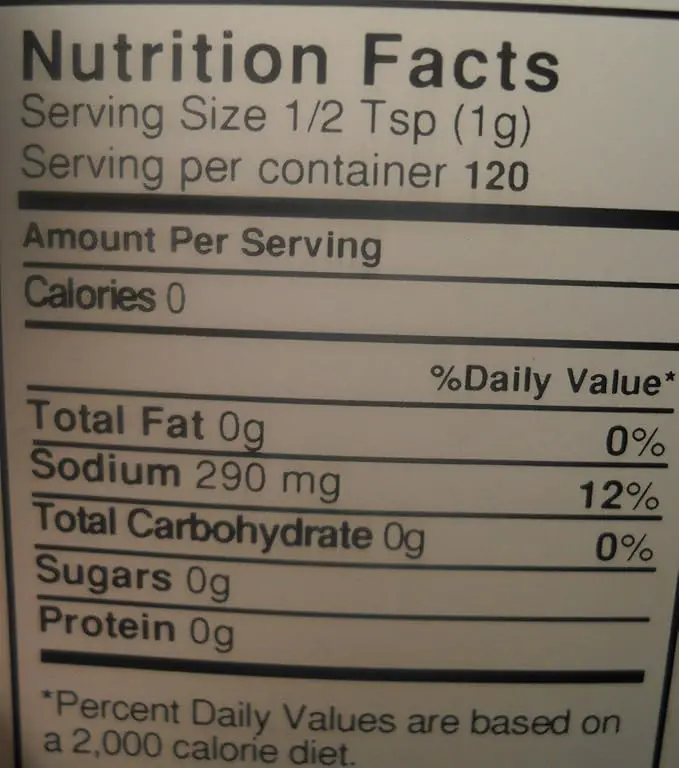 Nutrition Facts
Serving Size 1/2 Tsp (1g)
Serving per container 120
Amount Per Serving
Calories 0
%Daily Value*
Total Fat 0g 0%
Sodium 290 mg 12%
Total Carbohydrate 0g 0%
Sugars 0g
Protein 0g
*Percent Daily Values are based on
a 2,000 calorie diet.